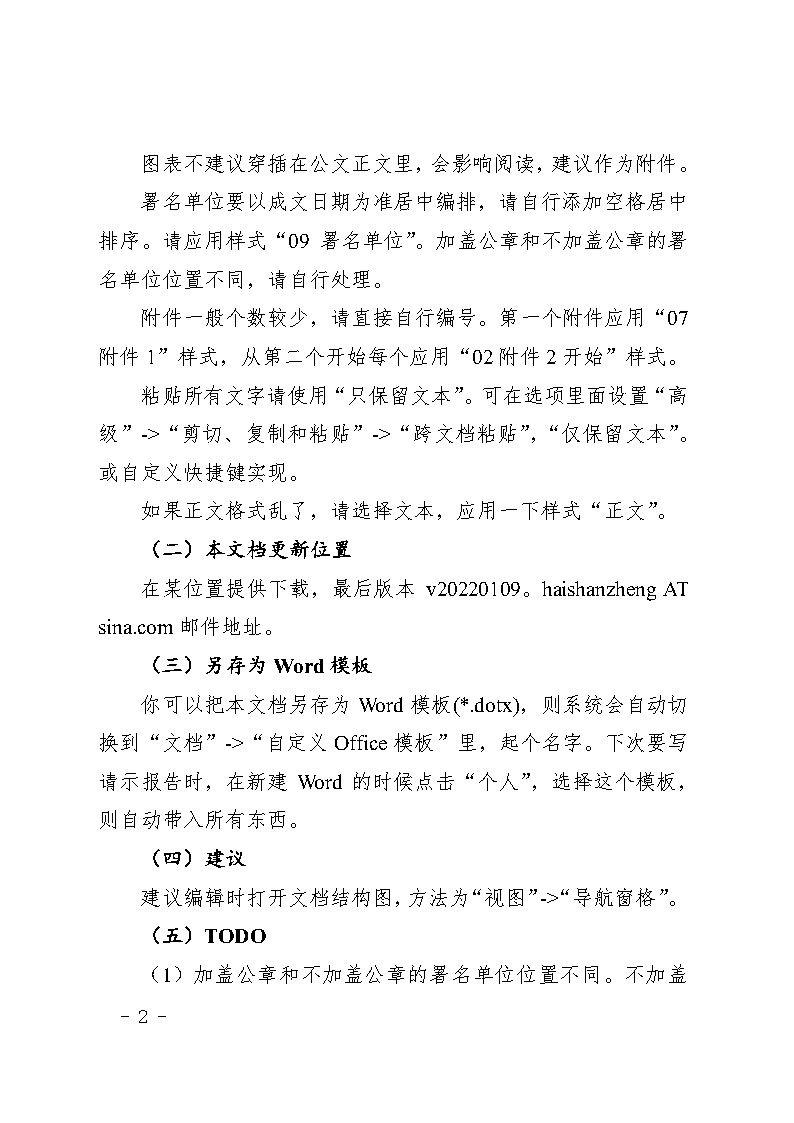 图表不建议穿插在公文正文里，会影响阅读，建议作为附件。
署名单位要以成文日期为准居中编排，请自行添加空格居中
排序。请应用样式“09 署名单位”。加盖公章和不加盖公章的署
名单位位置不同，请自行处理。
附件一般个数较少，请直接自行编号。第一个附件应用“07
附件 1”样式，从第二个开始每个应用“02 附件 2 开始”样式。
粘贴所有文字请使用“只保留文本”。可在选项里面设置“高
级”->“剪切、复制和粘贴”->“跨文档粘贴”，“仅保留文本”。
或自定义快捷键实现。
如果正文格式乱了，请选择文本，应用一下样式“正文”。
（二）本文档更新位置
在某位置提供下载，最后版本 v20220109。haishanzheng AT
sina.com 邮件地址。
（三）另存为 Word 模板
你可以把本文档另存为 Word 模板(*.dotx)，则系统会自动切
换到“文档”->“自定义 Office 模板”里，起个名字。下次要写
请示报告时，在新建 Word 的时候点击“个人”，选择这个模板，
则自动带入所有东西。
（四）建议
建议编辑时打开文档结构图，方法为“视图”->“导航窗格”。
（五）TODO
（1）加盖公章和不加盖公章的署名单位位置不同。不加盖
- 2 -